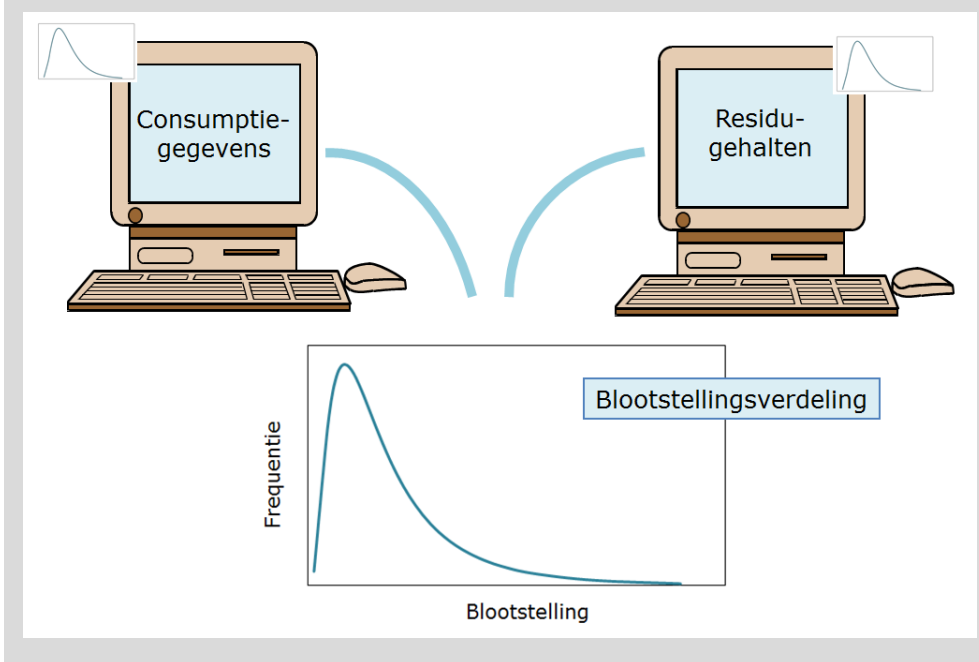 Consumptie-
gegevens
Residu-
gehalten
Blootstellingsverdeling
Frequentie
Blootstelling